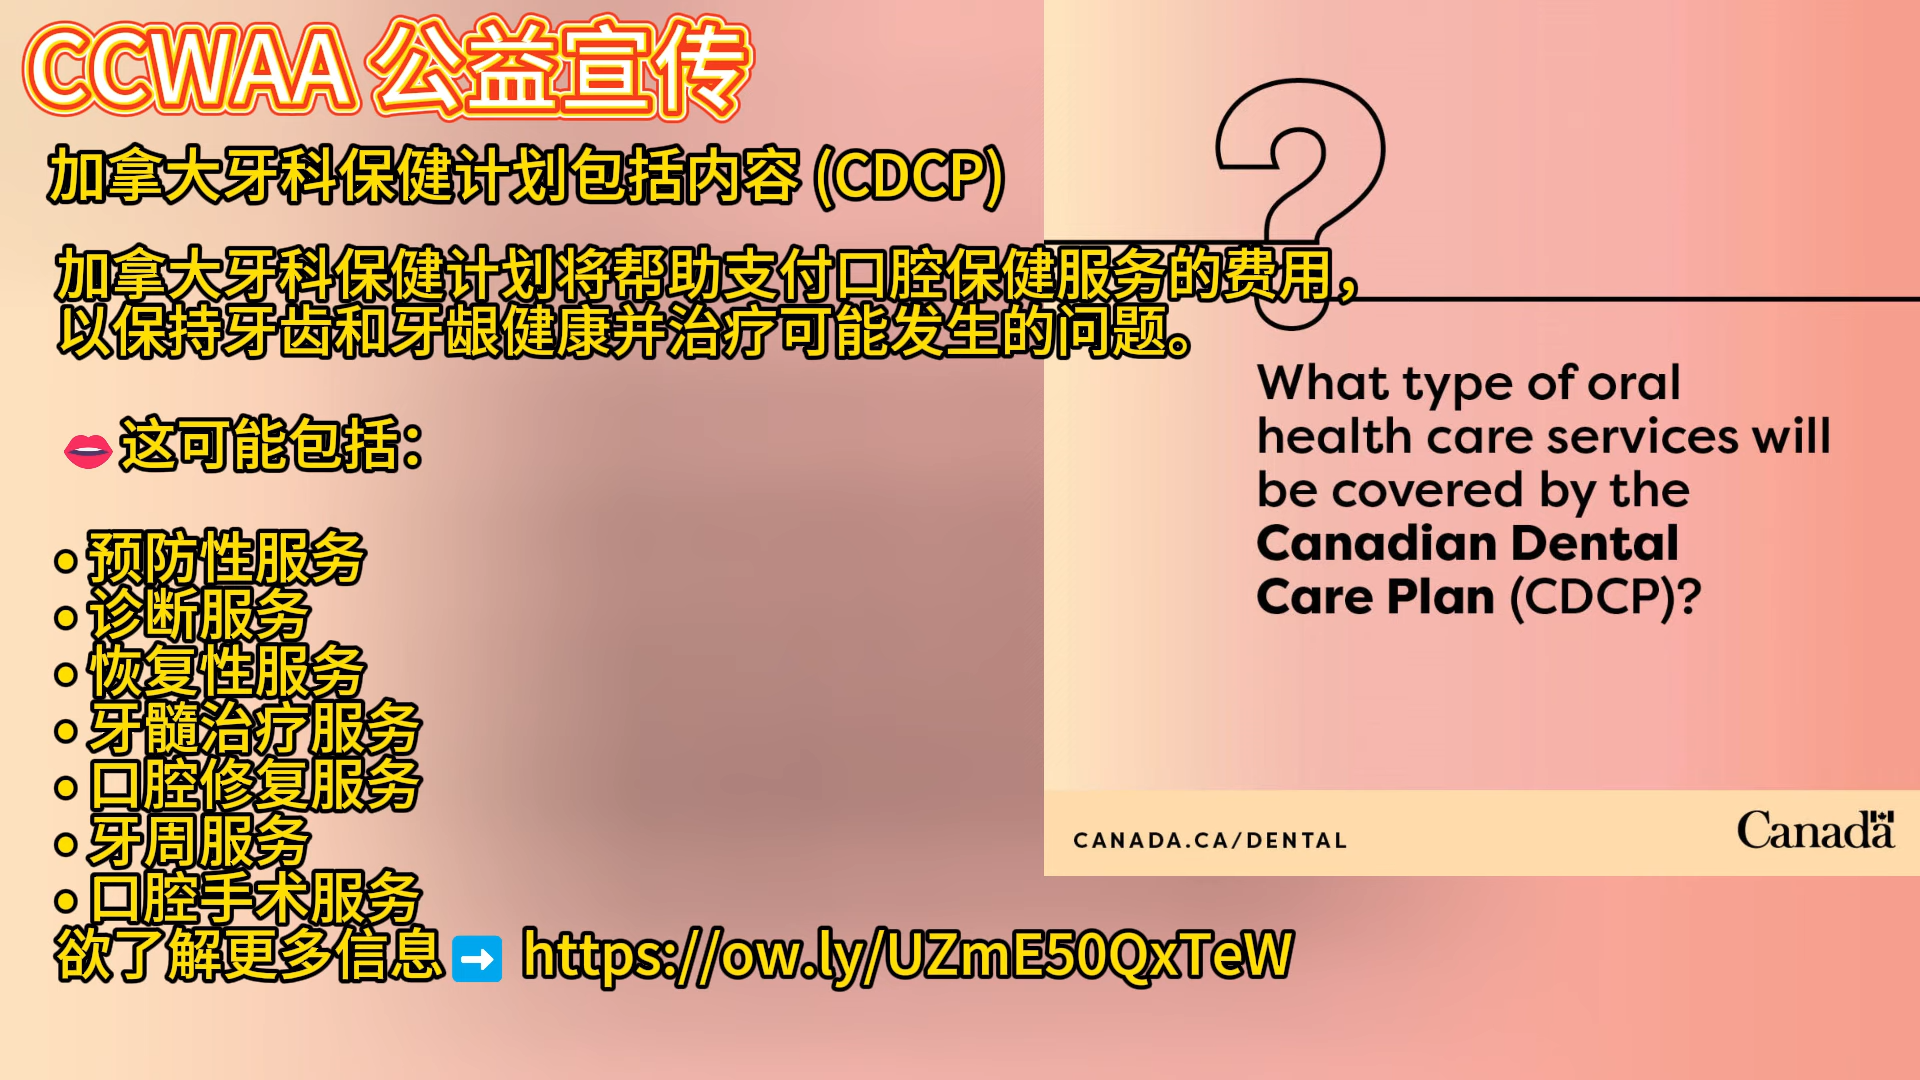 CCWAA 公益宣传
加拿大牙科保健计划包括内容 (CDCP)
加拿大牙科保健计划将帮助支付口腔保健服务的费用，
以保持牙齿和牙龈健康并治疗可能发生的问题。
👄这可能包括：
• 预防性服务
• 诊断服务
• 恢复性服务
• 牙髓治疗服务
• 口腔修复服务
• 牙周服务
• 口腔手术服务
欲了解更多信息➡️ https://ow.ly/UZmE50QxTeW
?
What type of oral
health care services will
be covered by the
Canadian Dental
Care Plan (CDCP)?
CANADA.CA/DENTAL
Canada